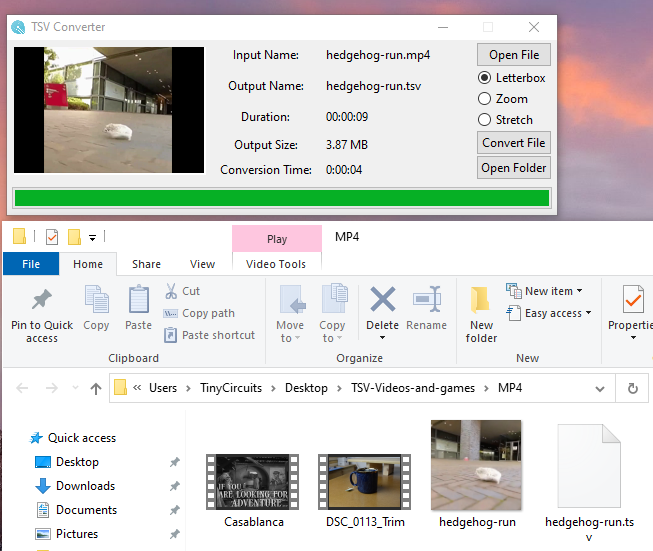 TSV Converter
Input Name: hedgehog-run.mp4 Open File
Letterbox
Output Name: hedgehog-run.tsv
Zoom
Duration: 00:00:09
Stretch
Output Size: 3.87 MB Convert File
Conversion Time: 0:00:04 Open Folder
Play MP4
File Home Share View Video Tools
Pin to Quick access
Copy
Paste
Cut
Copy path
Paste shortcut
Clipboard
Move to
Copy to
Delete
Rename
Organize
New folder
New item
Easy access
New
Properti
« Users > TinyCircuits > Desktop > TSV-Videos-and-games > MP4
Quick access
Desktop
Downloads
Documents
Pictures
IF YOU
ARE LOOKING FOR
ADVENTURE
Casablanca
DSC_0113_Trim
hedgehog-run
hedgehog-run.ts
v